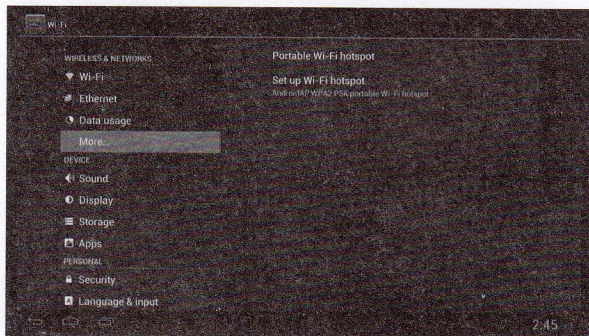 Wi-Fi
WIRELESS & NETWORKS
Wi-Fi
Ethernet
Data usage
More...
DEVICE
Sound
Display
Storage
Apps
PERSONAL
Security
Language & input
Portable Wi-Fi hotspot
Set up Wi-Fi hotspot
AndroidAP WPA2 PSK portable Wi-Fi hotspot
2:45